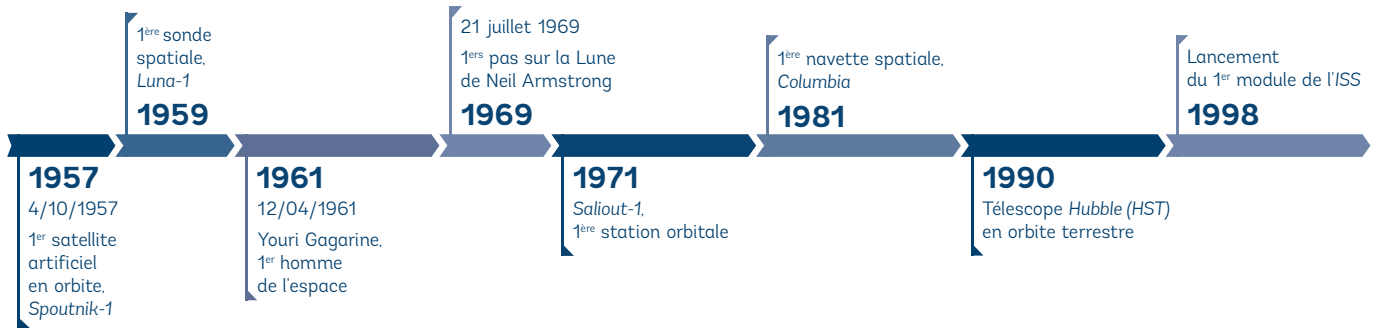 1957
4/10/1957
1er satellite
artificiel
en orbite,
Spoutnik-1
1ère sonde
spatiale,
Luna-1
1959
1961
12/04/1961
Youri Gagarine,
1er homme
de l'espace
21 juillet 1969
1ers pas sur la Lune
de Neil Armstrong
1969
1971
Saliout-1,
1ère station orbitale
1ère navette spatiale,
Columbia
1981
1990
Télescope Hubble (HST)
en orbite terrestre
Lancement
du 1er module de l'ISS
1998